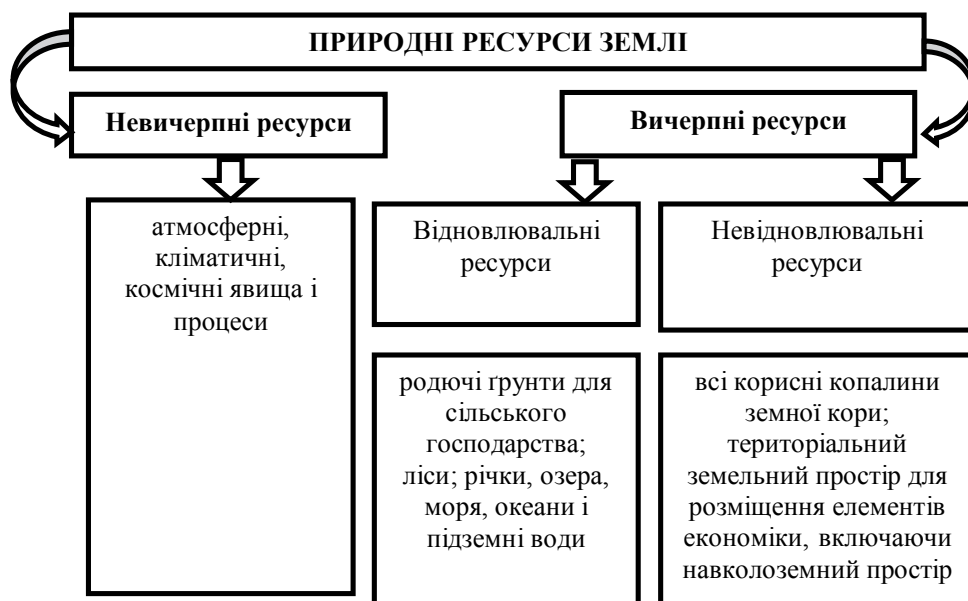 ПРИРОДНІ РЕСУРСИ ЗЕМЛІ
Невичерпні ресурси
Вичерпні ресурси
атмосферні,
кліматичні,
космічні явища і
процеси
Відновлювальні
ресурси
Невідновлювальні
ресурси
родючі ґрунти для
сільського
господарства;
ліси; річки, озера,
моря, океани і
підземні води
всі корисні копалини
земної кори;
територіальний
земельний простір для
розміщення елементів
економіки, включаючи
навколоземний простір